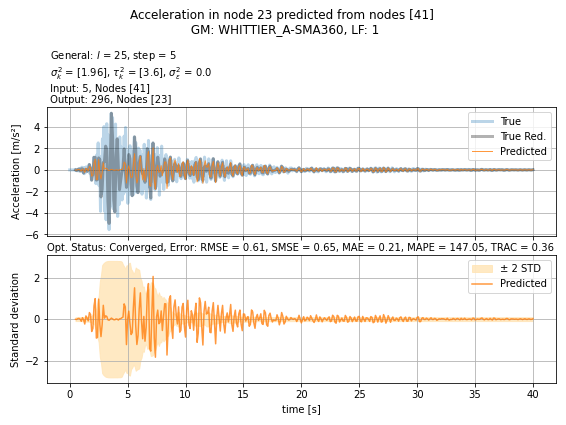 Acceleration in node 23 predicted from nodes [41]
GM: WHITTIER_A-SMA360, LF: 1
General: l = 25, step = 5
σ²ₖ = [1.96], τ²ₖ = [3.6], σ²ε = 0.0
Input: 5, Nodes [41]
Output: 296, Nodes [23]
True
True Red.
Predicted
Acceleration [m/s²]
4
2
0
−2
−4
−6
Opt. Status: Converged, Error: RMSE = 0.61, SMSE = 0.65, MAE = 0.21, MAPE = 147.05, TRAC = 0.36
± 2 STD
Predicted
Standard deviation
2
0
−2
0 5 10 15 20 25 30 35 40
time [s]